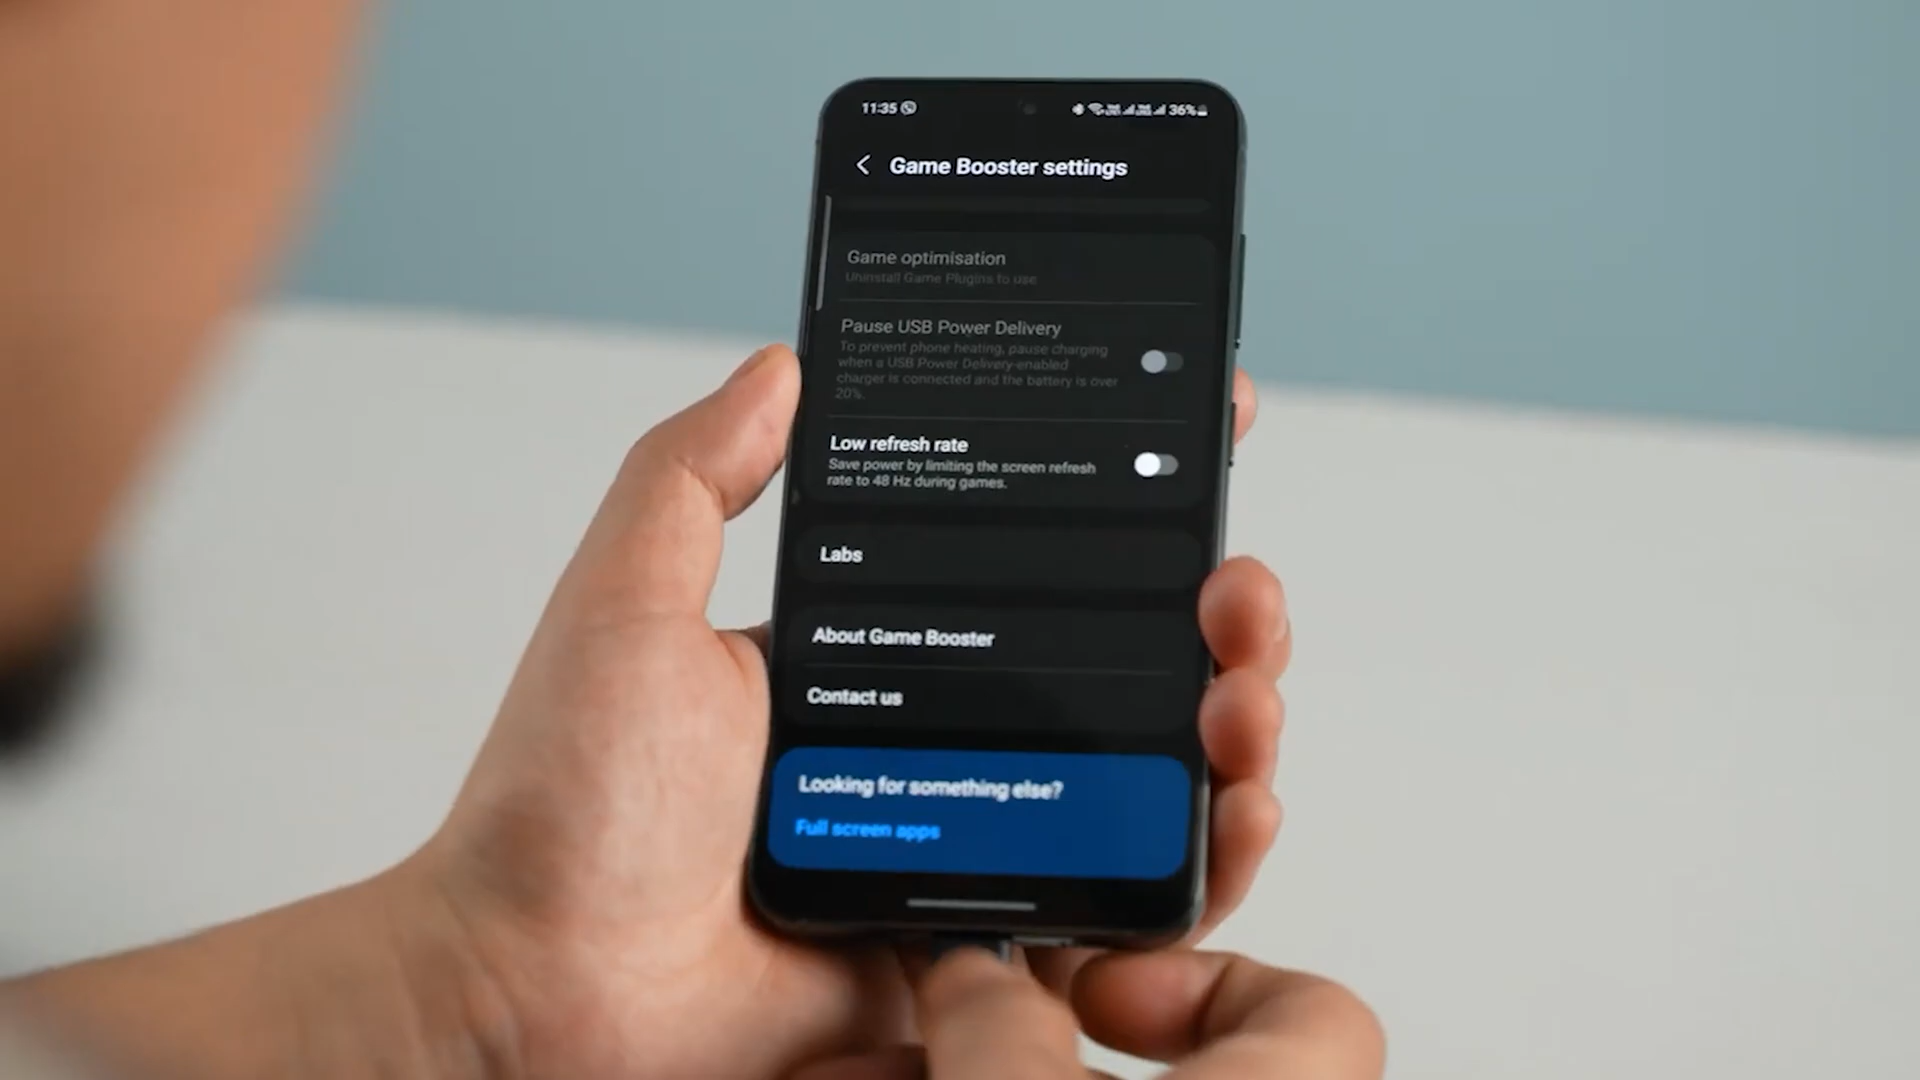 11:35 36%
Game Booster settings
Game optimisation
Uninstall Game Plugins to use
Pause USB Power Delivery
To prevent phone heating, pause charging
when a USB Power Delivery-enabled
charger is connected and the battery is over
20%.
Low refresh rate
Save power by limiting the screen refresh
rate to 48 Hz during games.
Labs
About Game Booster
Contact us
Looking for something else?
Full screen apps